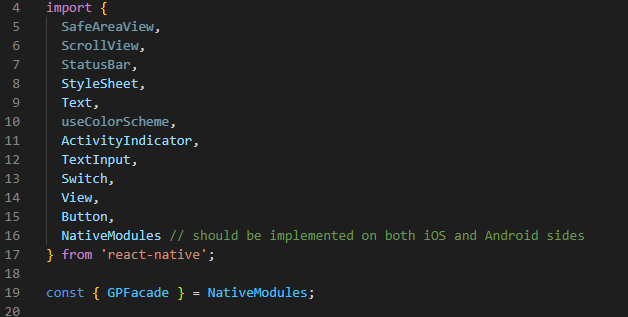 4 import {
5 SafeAreaView,
6 ScrollView,
7 StatusBar,
8 StyleSheet,
9 Text,
10 useColorScheme,
11 ActivityIndicator,
12 TextInput,
13 Switch,
14 View,
15 Button,
16 NativeModules // should be implemented on both iOS and Android sides
17 } from 'react-native';
18
19 const { GPFacade } = NativeModules;
20